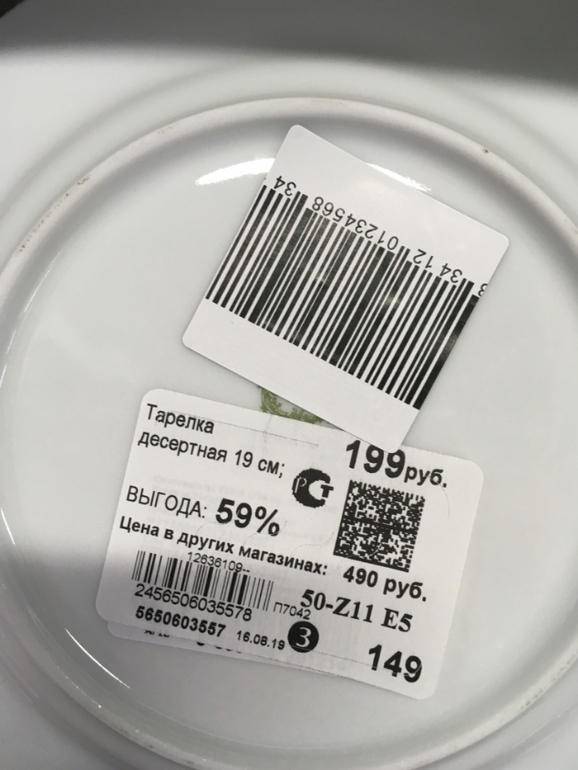 34 12 01234568 34
Тарелка
десертная 19 см;
199руб.
РСТ
ВЫГОДА: 59%
Цена в других магазинах: 490 руб.
12636109--
2456506035578
П7042
50-Z11 E5
5650603557 16.08.19 3
149